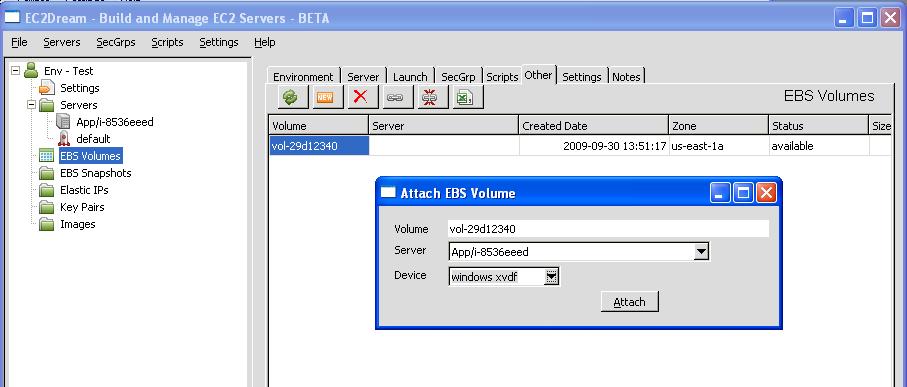 EC2Dream - Build and Manage EC2 Servers - BETA
File Servers SecGrps Scripts Settings Help
Env - Test
Settings
Servers
App/i-8536eeed
default
EBS Volumes
EBS Snapshots
Elastic IPs
Key Pairs
Images
Environment Server Launch SecGrp Scripts Other Settings Notes
NEW EBS Volumes
Volume Server Created Date Zone Status Size
vol-29d12340 2009-09-30 13:51:17 us-east-1a available
Attach EBS Volume
Volume vol-29d12340
Server App/i-8536eeed
Device windows xvdf
Attach